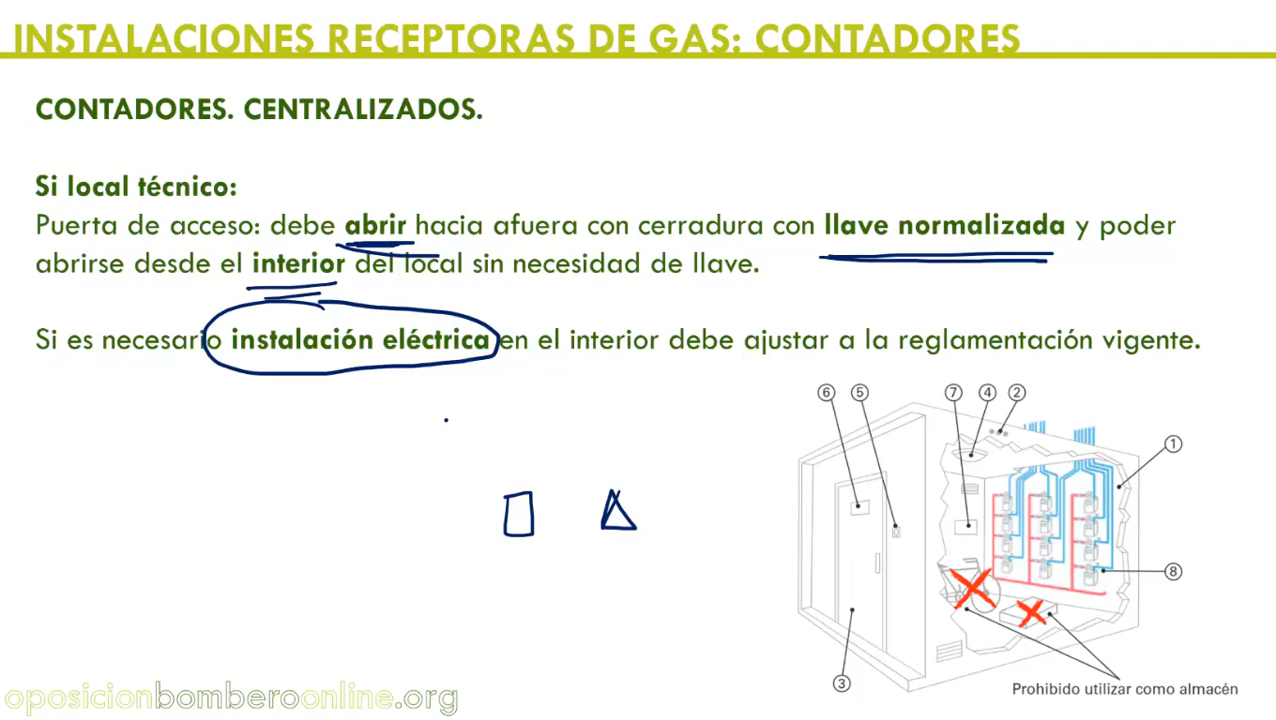 INSTALACIONES RECEPTORAS DE GAS: CONTADORES
CONTADORES. CENTRALIZADOS.
Si local técnico:
Puerta de acceso: debe abrir hacia afuera con cerradura con llave normalizada y poder
abrirse desde el interior del local sin necesidad de llave.
Si es necesario instalación eléctrica en el interior debe ajustar a la reglamentación vigente.
6 5 7 4 2
1
8
3
Prohibido utilizar como almacén
oposicionbomberoonline.org